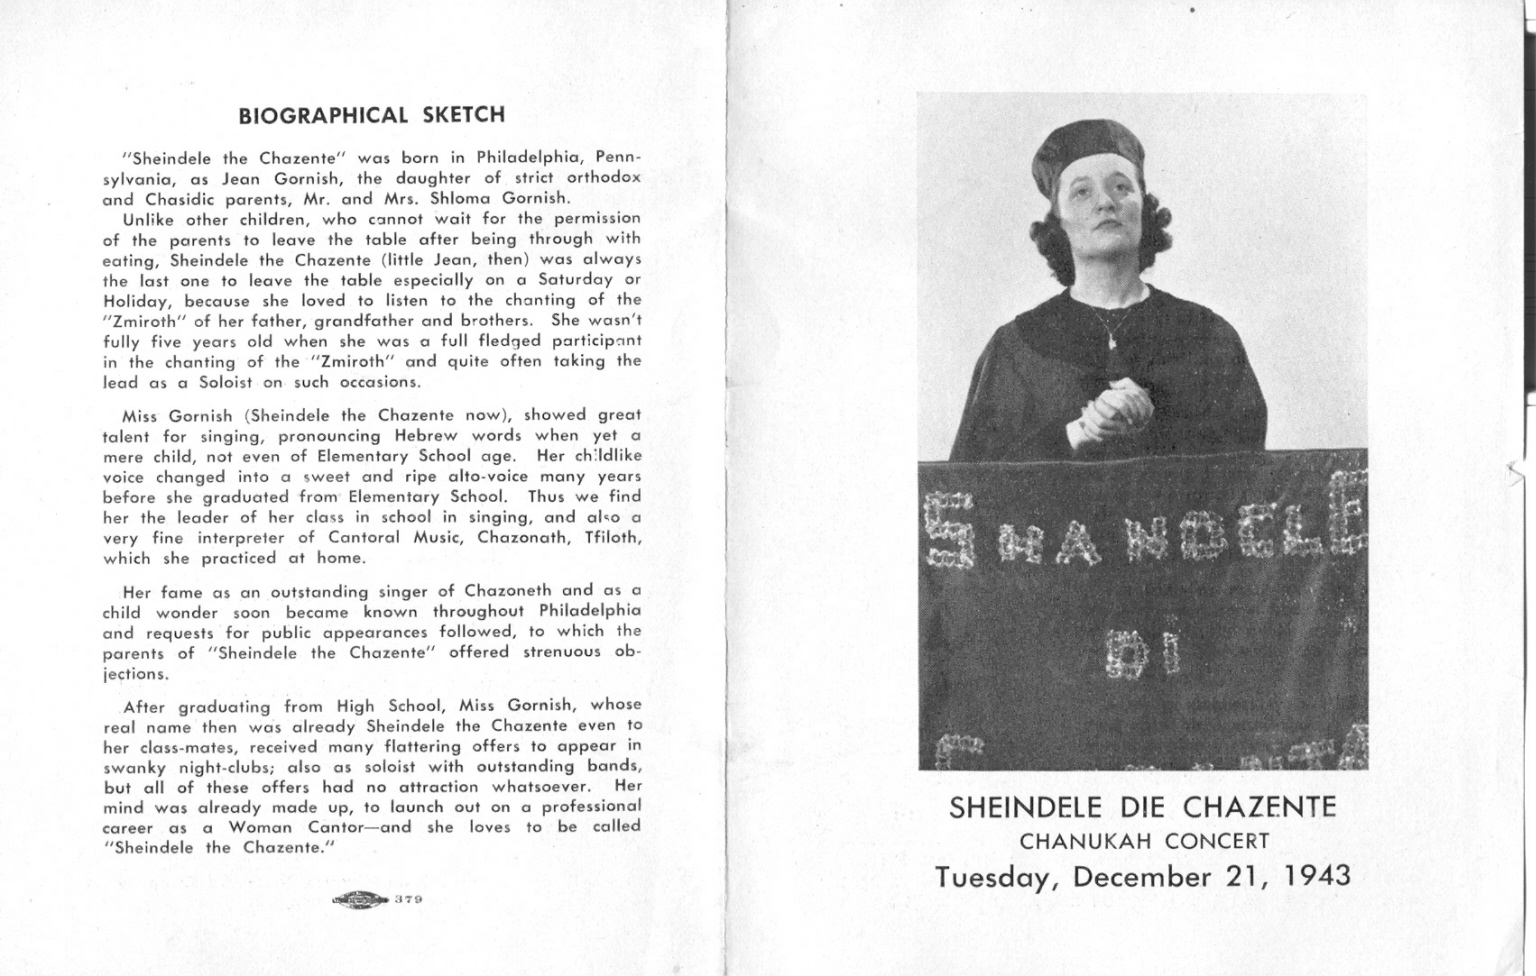 BIOGRAPHICAL SKETCH
"Sheindele the Chazente" was born in Philadelphia, Penn-
sylvania, as Jean Gornish, the daughter of strict orthodox
and Chasidic parents, Mr. and Mrs. Shloma Gornish.
Unlike other children, who cannot wait for the permission
of the parents to leave the table after being through with
eating, Sheindele the Chazente (little Jean, then) was always
the last one to leave the table especially on a Saturday or
Holiday, because she loved to listen to the chanting of the
"Zmiroth" of her father, grandfather and brothers. She wasn't
fully five years old when she was a full fledged participant
in the chanting of the "Zmiroth" and quite often taking the
lead as a Soloist on such occasions.
Miss Gornish (Sheindele the Chazente now), showed great
talent for singing, pronouncing Hebrew words when yet a
mere child, not even of Elementary School age. Her childlike
voice changed into a sweet and ripe alto-voice many years
before she graduated from Elementary School. Thus we find
her the leader of her class in school in singing, and also a
very fine interpreter of Cantoral Music, Chazonath, Tfiloth,
which she practiced at home.
Her fame as an outstanding singer of Chazoneth and as a
child wonder soon became known throughout Philadelphia
and requests for public appearances followed, to which the
parents of "Sheindele the Chazente" offered strenuous ob-
jections.
After graduating from High School, Miss Gornish, whose
real name then was already Sheindele the Chazente even to
her class-mates, received many flattering offers to appear in
swanky night-clubs; also as soloist with outstanding bands,
but all of these offers had no attraction whatsoever. Her
mind was already made up, to launch out on a professional
career as a Woman Cantor—and she loves to be called
"Sheindele the Chazente."
379
SHANDELE
DI
SHEINDELE DIE CHAZENTE
CHANUKAH CONCERT
Tuesday, December 21, 1943